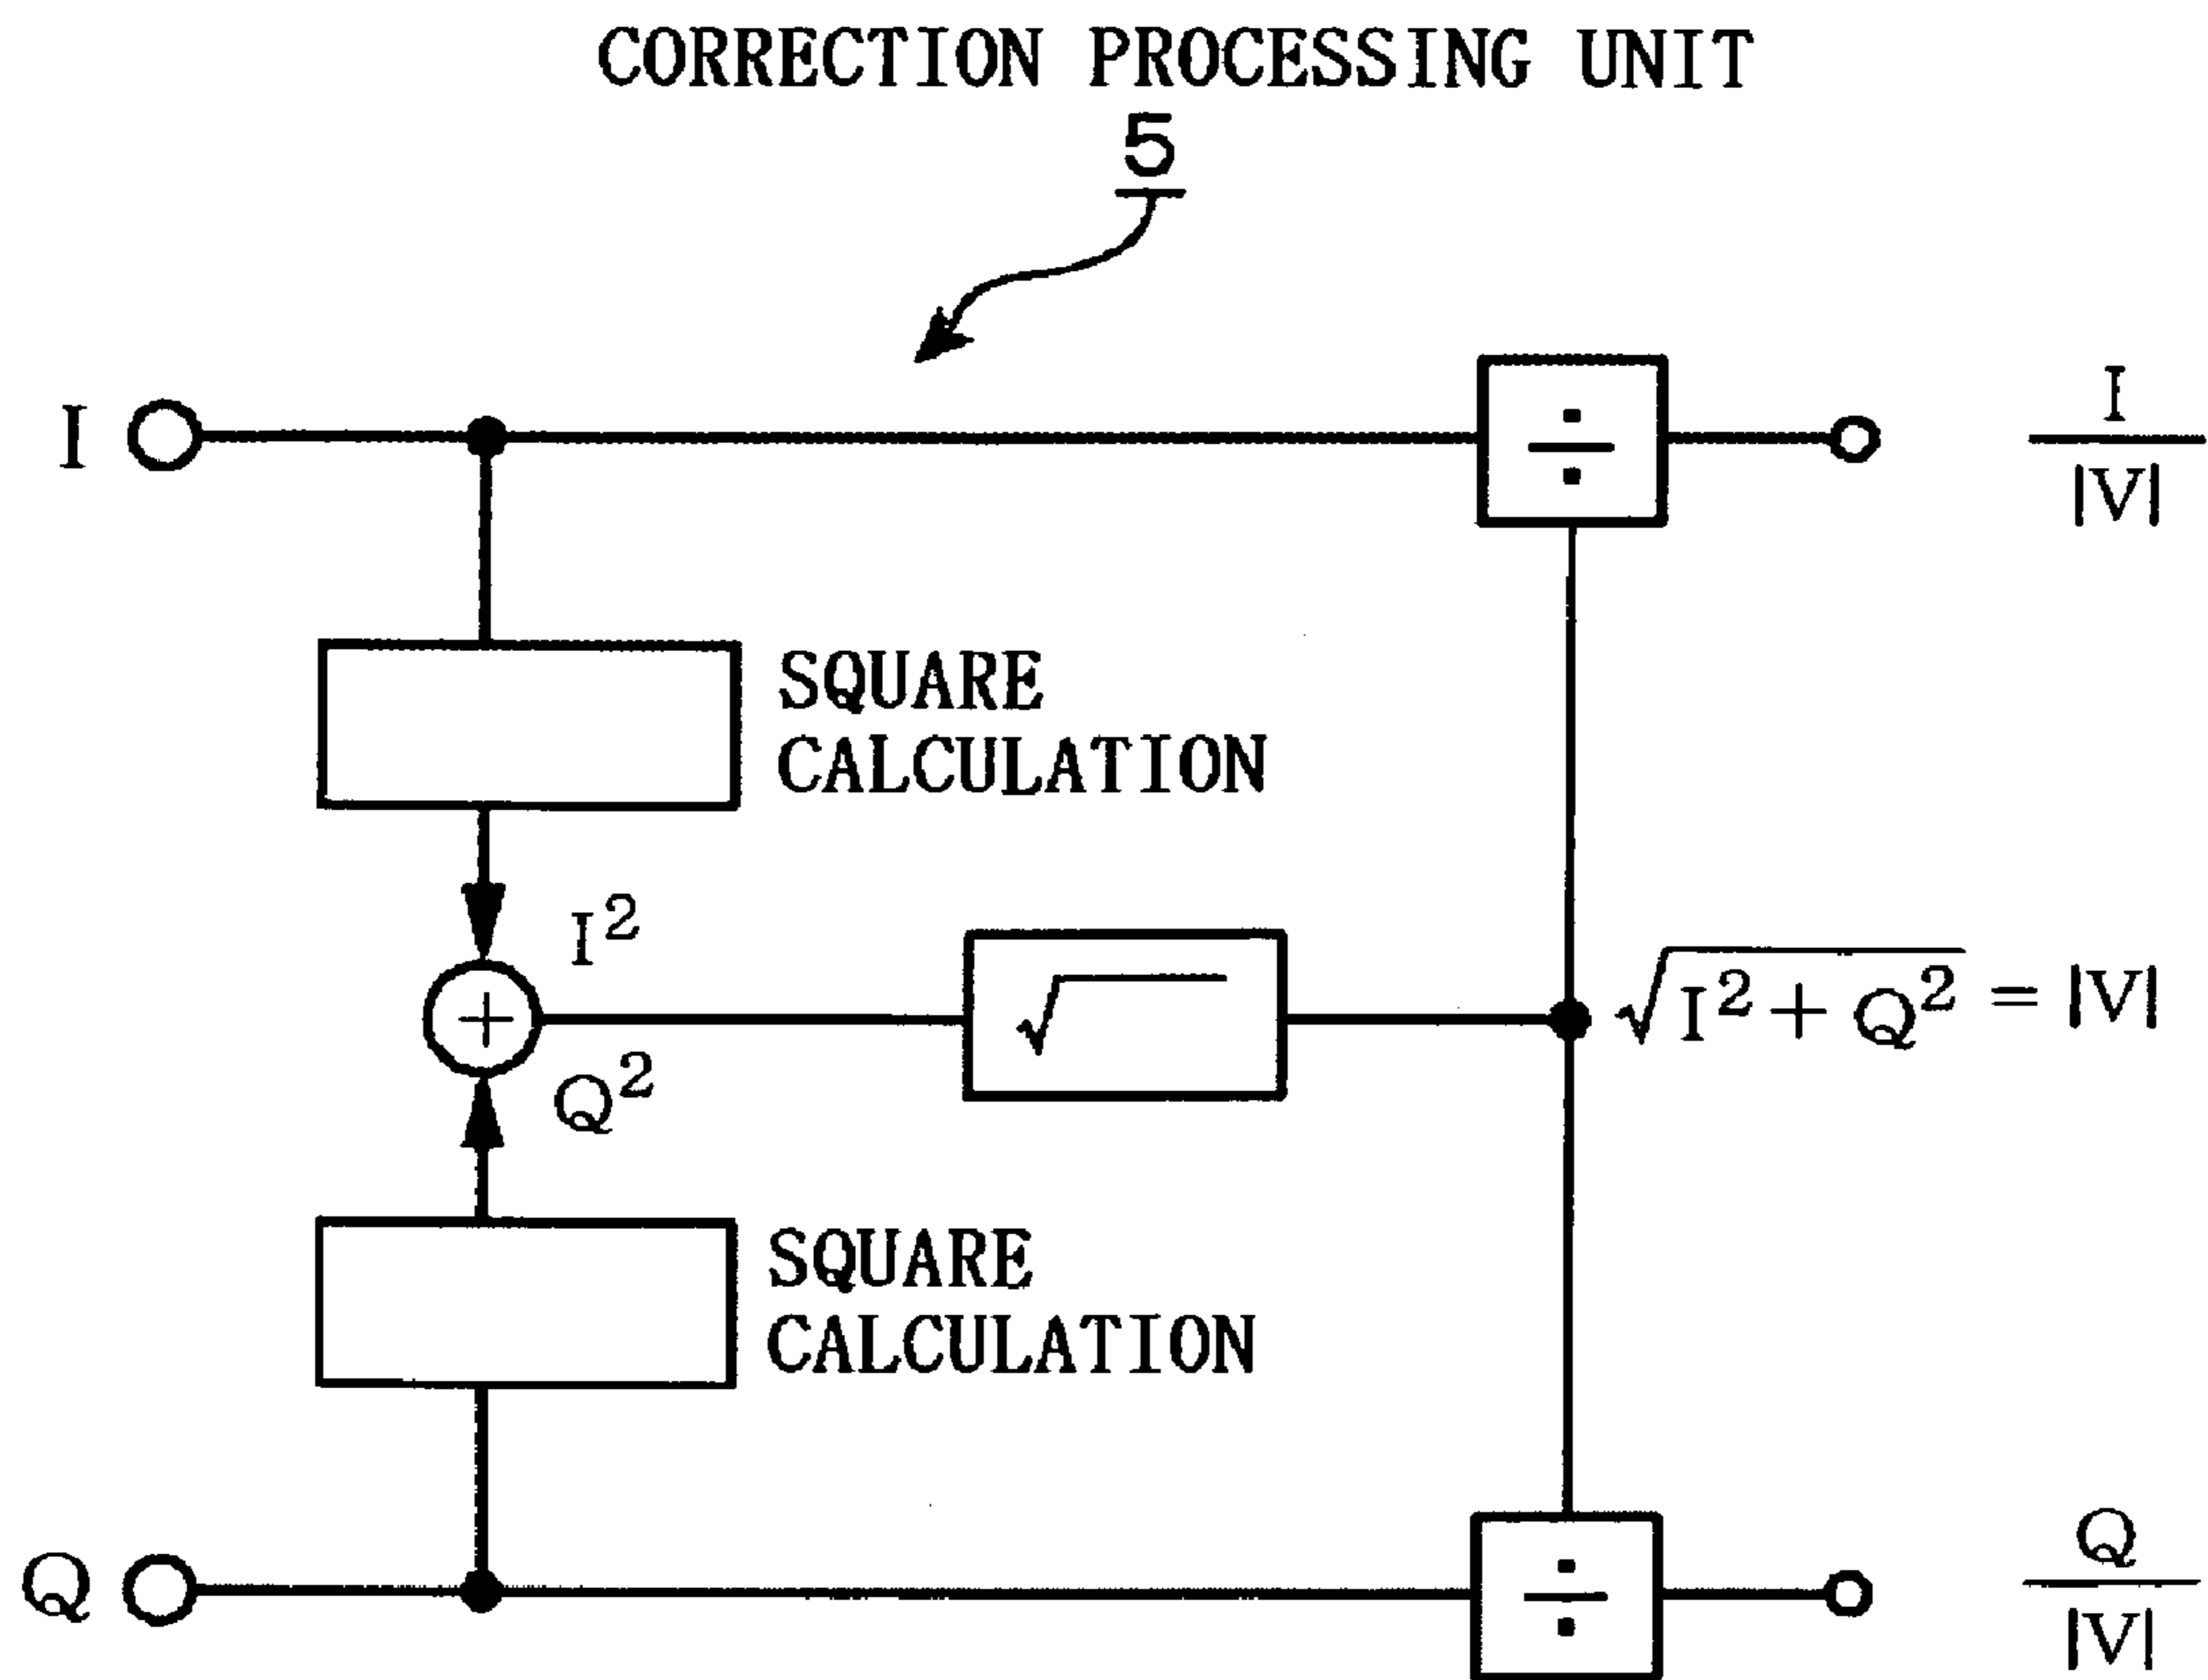 CORRECTION PROCESSING UNIT
5
I
÷
I
|V|
SQUARE
CALCULATION
I²
+
√
√I² + Q² = |V|
Q²
SQUARE
CALCULATION
Q
÷
Q
|V|